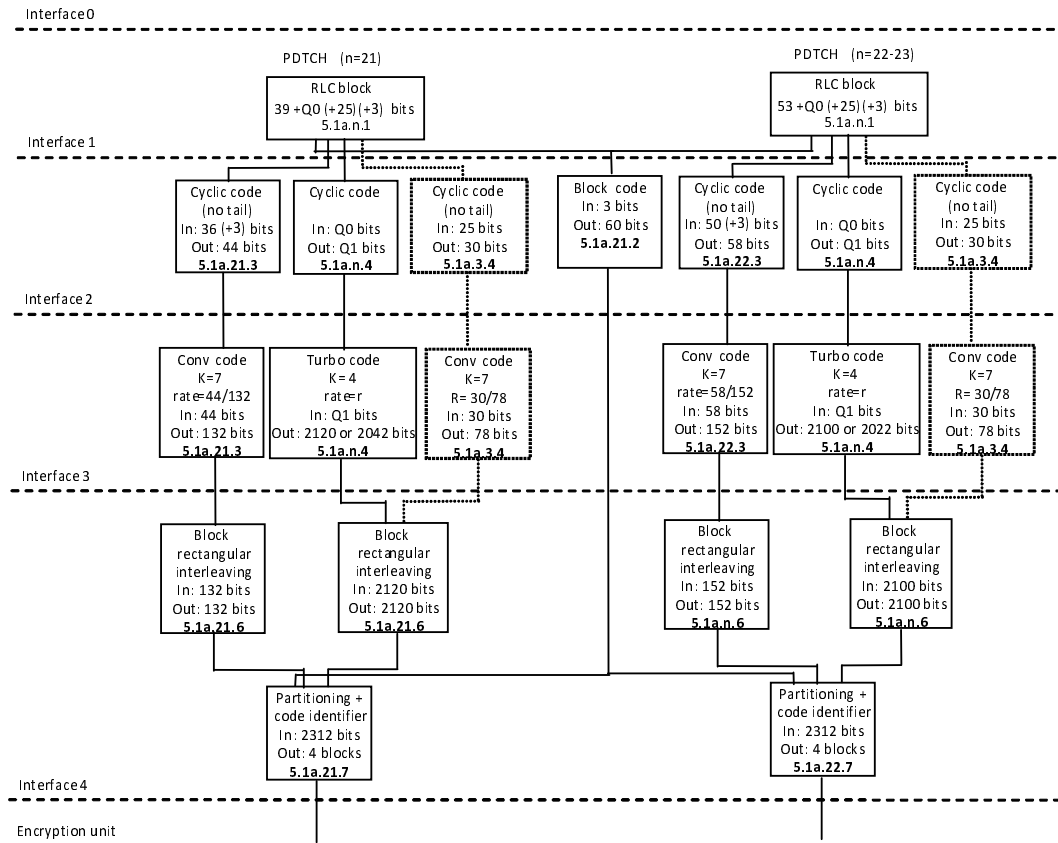 Interface 0
PDTCH (n=21)
PDTCH (n=22-23)
RLC block
39 +Q0 (+25)(+3) bits
5.1a.n.1
RLC block
53 +Q0 (+25)(+3) bits
5.1a.n.1
Interface 1
Cyclic code
(no tail)
In: 36 (+3) bits
Out: 44 bits
5.1a.21.3
Cyclic code
In: Q0 bits
Out: Q1 bits
5.1a.n.4
Cyclic code
(no tail)
In: 25 bits
Out: 30 bits
5.1a.3.4
Block code
In: 3 bits
Out: 60 bits
5.1a.21.2
Cyclic code
(no tail)
In: 50 (+3) bits
Out: 58 bits
5.1a.22.3
Cyclic code
In: Q0 bits
Out: Q1 bits
5.1a.n.4
Cyclic code
(no tail)
In: 25 bits
Out: 30 bits
5.1a.3.4
Interface 2
Conv code
K=7
rate=44/132
In: 44 bits
Out: 132 bits
5.1a.21.3
Turbo code
K=4
rate=r
In: Q1 bits
Out: 2120 or 2042 bits
5.1a.n.4
Conv code
K=7
R= 30/78
In: 30 bits
Out: 78 bits
5.1a.3.4
Conv code
K=7
rate=58/152
In: 58 bits
Out: 152 bits
5.1a.22.3
Turbo code
K=4
rate=r
In: Q1 bits
Out: 2100 or 2022 bits
5.1a.n.4
Conv code
K=7
R= 30/78
In: 30 bits
Out: 78 bits
5.1a.3.4
Interface 3
Block
rectangular
interleaving
In: 132 bits
Out: 132 bits
5.1a.21.6
Block
rectangular
interleaving
In: 2120 bits
Out: 2120 bits
5.1a.21.6
Block
rectangular
interleaving
In: 152 bits
Out: 152 bits
5.1a.n.6
Block
rectangular
interleaving
In: 2100 bits
Out: 2100 bits
5.1a.n.6
Partitioning +
code identifier
In: 2312 bits
Out: 4 blocks
5.1a.21.7
Partitioning +
code identifier
In: 2312 bits
Out: 4 blocks
5.1a.22.7
Interface 4
Encryption unit